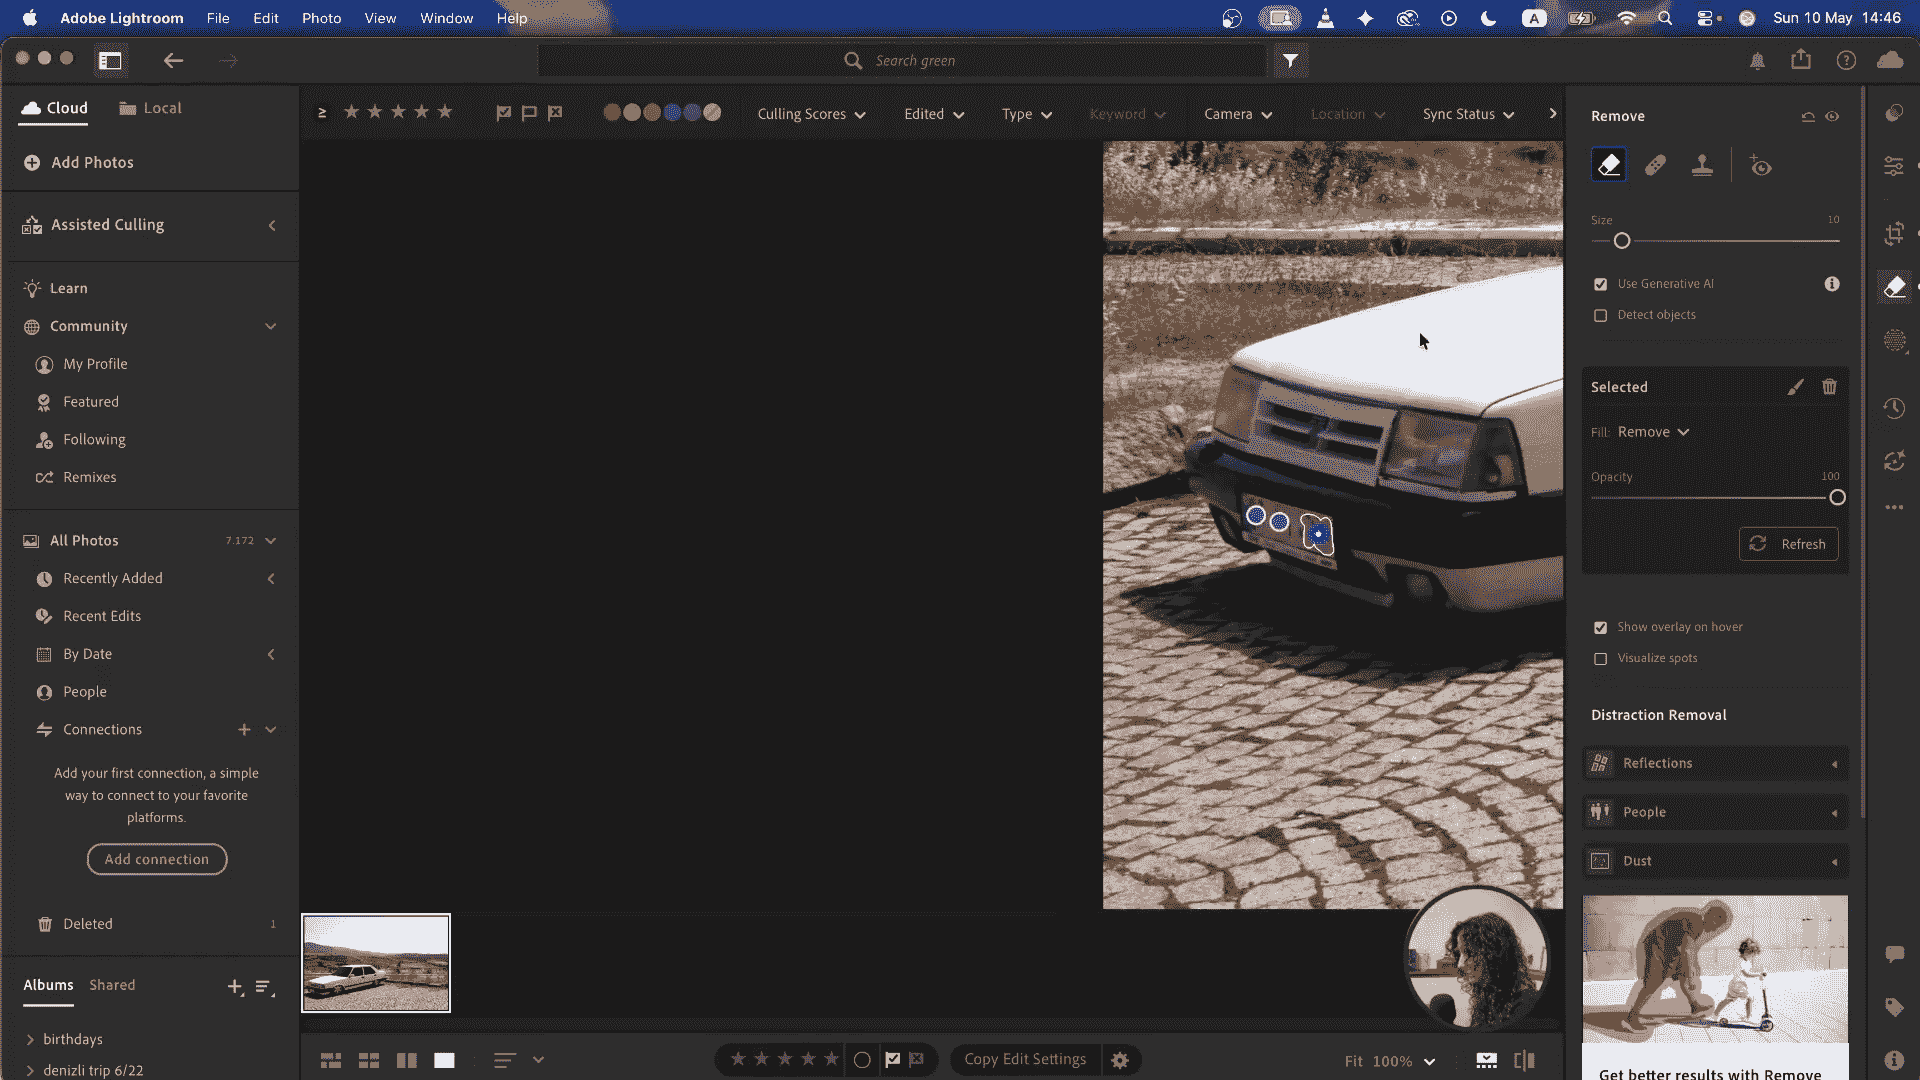 Adobe Lightroom File Edit Photo View Window Help A Sun 10 May 14:46
Search green
Cloud Local
≥ Culling Scores Edited Type Keyword Camera Location Sync Status
Add Photos
Assisted Culling
Learn
Community
My Profile
Featured
Following
Remixes
All Photos 7.172
Recently Added
Recent Edits
By Date
People
Connections
Add your first connection, a simple
way to connect to your favorite
platforms.
Add connection
Deleted 1
Albums Shared
birthdays
denizli trip 6/22
Copy Edit Settings
Fit 100%
Remove
Size 10
Use Generative AI
Detect objects
Selected
Fill: Remove
Opacity 100
Refresh
Show overlay on hover
Visualize spots
Distraction Removal
Reflections
People
Dust
Get better results with Remove